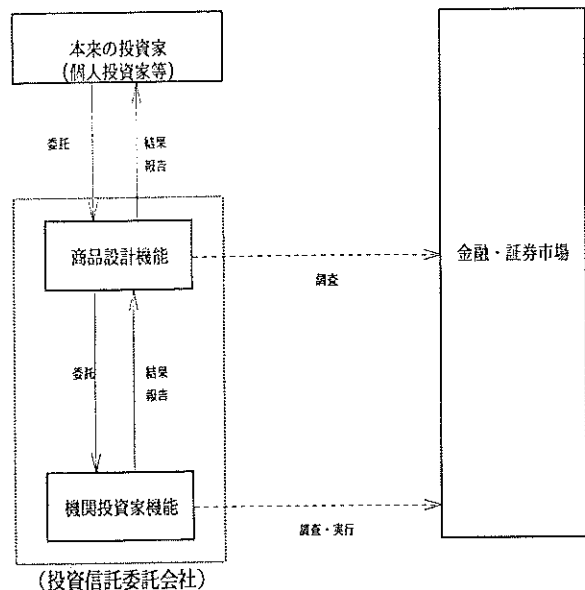 本来の投資家
(個人投資家等)
委託
結果
報告
商品設計機能
調査
金融・証券市場
委託
結果
報告
機関投資家機能
調査・実行
(投資信託委託会社)